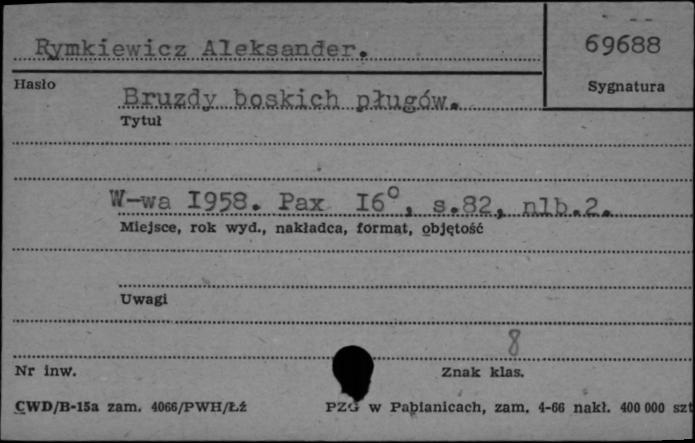 Rymkiewicz Aleksander.
69688
Hasło
Sygnatura
Bruzdy boskich pługów.
Tytuł
W-wa I958. Pax I6°, s.82, nlb.2.
Miejsce, rok wyd., nakładca, format, objętość
Uwagi
8
Nr inw.
Znak klas.
CWD/B-15a zam. 4066/PWH/Łź
PZG w Pabianicach, zam. 4-66 nakł. 400 000 szt